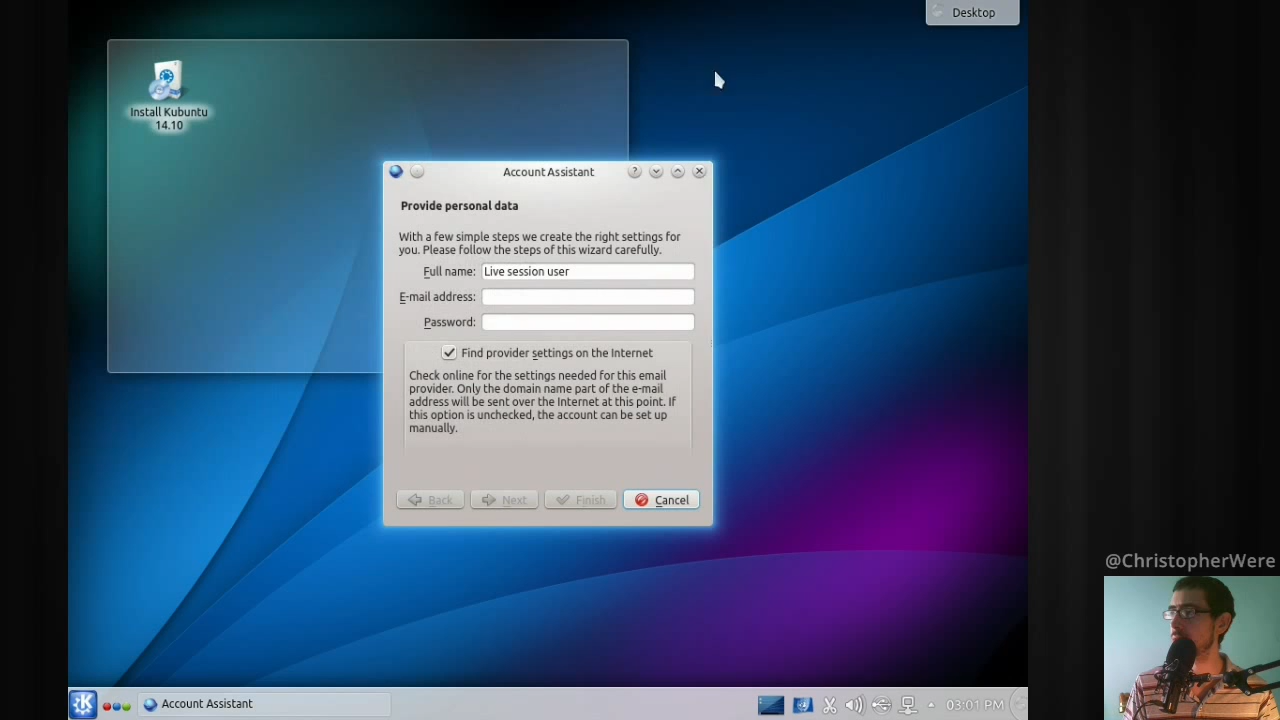 Desktop
Install Kubuntu
14.10
Account Assistant
Provide personal data
With a few simple steps we create the right settings for
you. Please follow the steps of this wizard carefully.
Full name: Live session user
E-mail address:
Password:
Find provider settings on the Internet
Check online for the settings needed for this email
provider. Only the domain name part of the e-mail
address will be sent over the Internet at this point. If
this option is unchecked, the account can be set up
manually.
Back Next Finish Cancel
@ChristopherWere
Account Assistant 03:01 PM